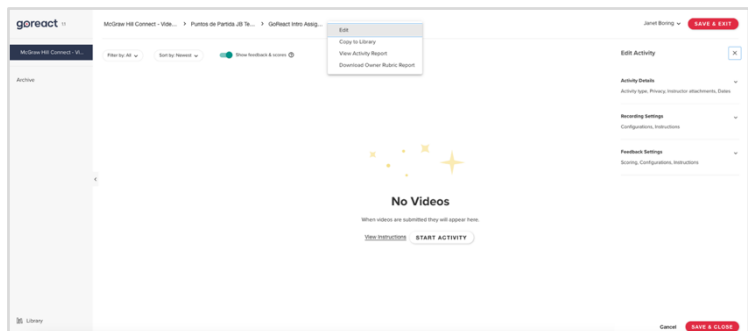 goreact
McGraw Hill Connect - Vide... > Puntos de Partida JB Te... > GoReact Intro Assig...
Edit
Copy to Library
View Activity Report
Download Owner Rubric Report
Janet Boring
SAVE & EXIT
McGraw Hill Connect - Vi...
Archive
Filter by: All
Sort by: Newest
Show feedback & scores
No Videos
When videos are submitted they will appear here.
View Instructions
START ACTIVITY
Edit Activity
Activity Details
Activity type, Privacy, Instructor attachments, Dates
Recording Settings
Configurations, Instructions
Feedback Settings
Scoring, Configurations, Instructions
Library
Cancel
SAVE & CLOSE